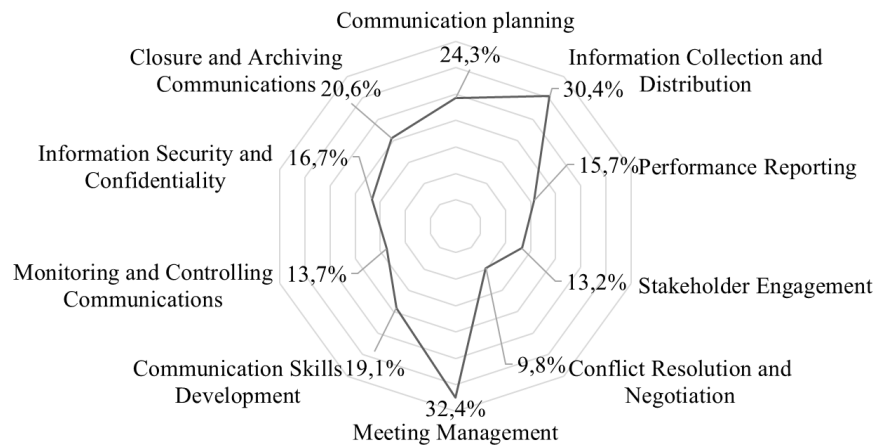 Communication planning
24,3%
Information Collection and
Distribution
30,4%
15,7%
Performance Reporting
13,2%
Stakeholder Engagement
9,8%
Conflict Resolution and
Negotiation
32,4%
Meeting Management
Communication Skills
Development
19,1%
Monitoring and Controlling
Communications
13,7%
Information Security and
Confidentiality
16,7%
Closure and Archiving
Communications
20,6%